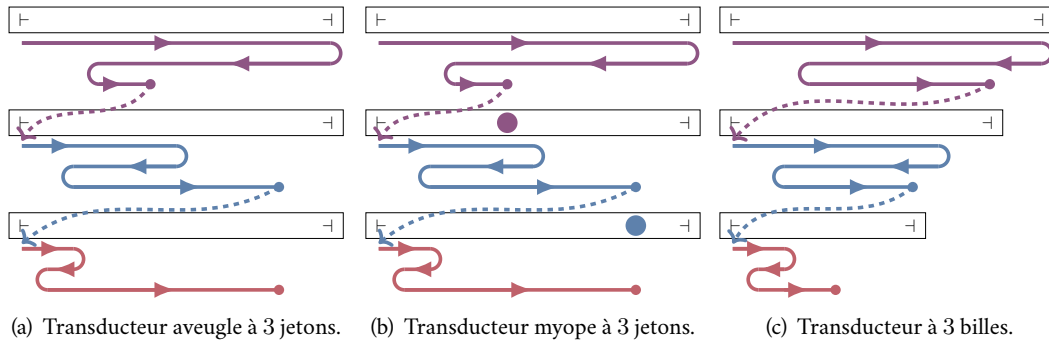 ⊢ ⊣ ⊢ ⊣ ⊢ ⊣
⊢ ⊣ ⊢ ⊣ ⊢ ⊣
⊢ ⊣ ⊢ ⊣ ⊢ ⊣
(a) Transducteur aveugle à 3 jetons.
(b) Transducteur myope à 3 jetons.
(c) Transducteur à 3 billes.